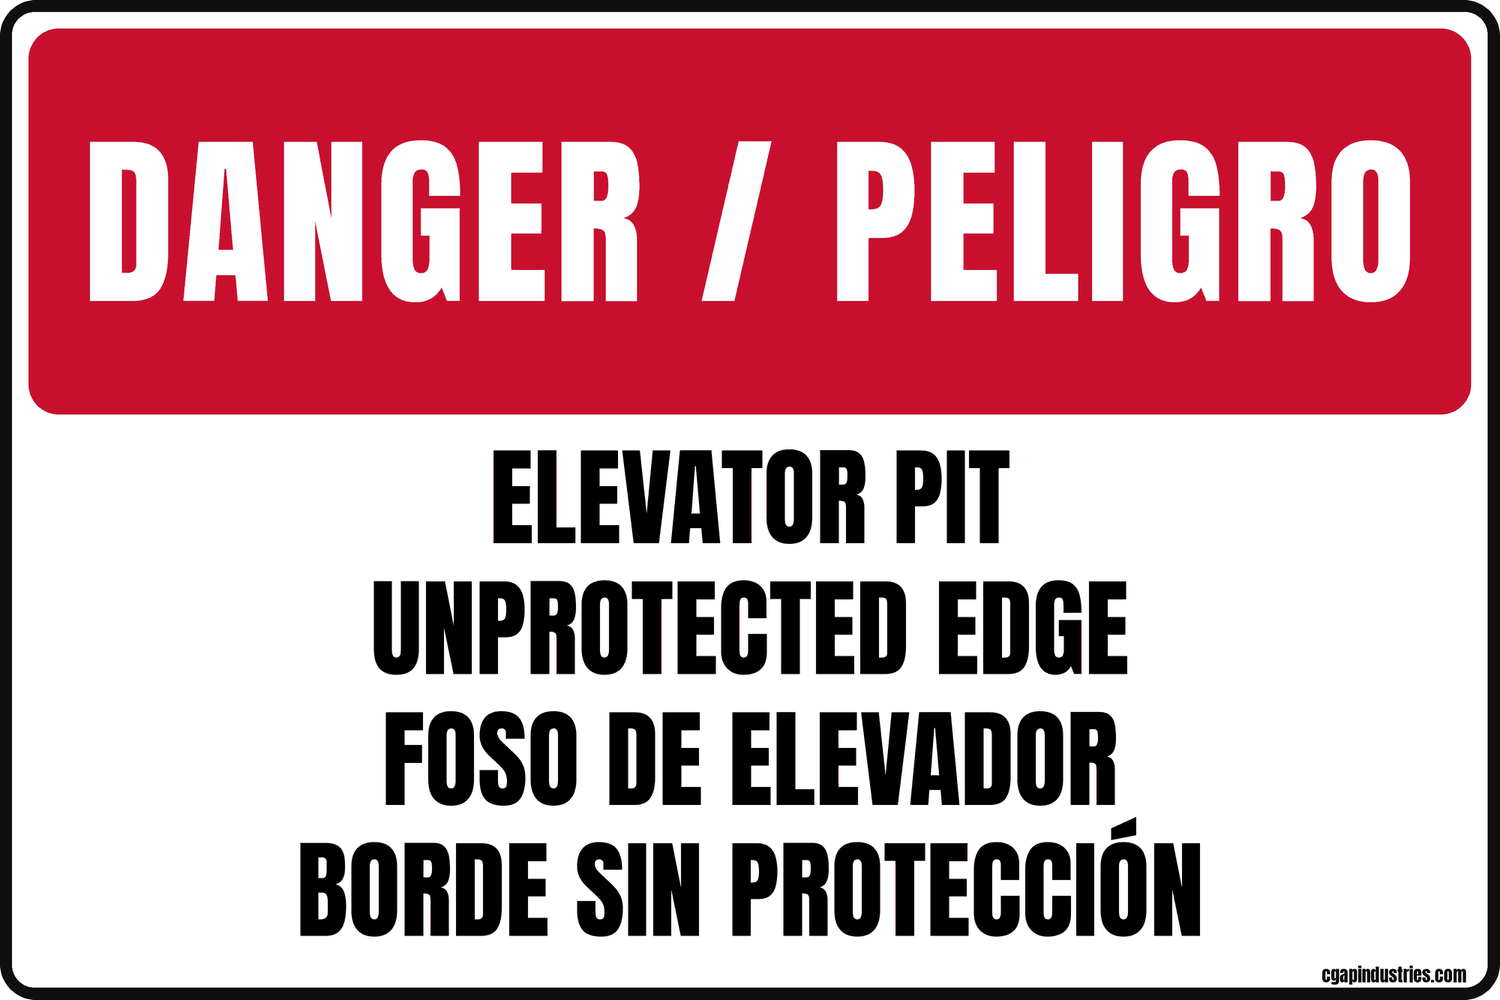 DANGER / PELIGRO
ELEVATOR PIT
UNPROTECTED EDGE
FOSO DE ELEVADOR
BORDE SIN PROTECCIÓN
cgapindustries.com